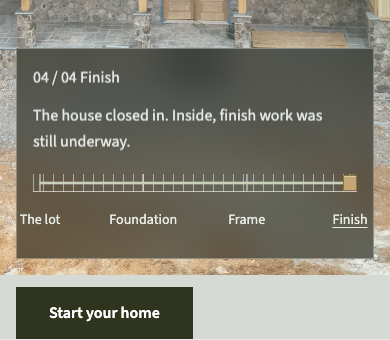 04 / 04 Finish
The house closed in. Inside, finish work was
still underway.
The lot Foundation Frame Finish
Start your home